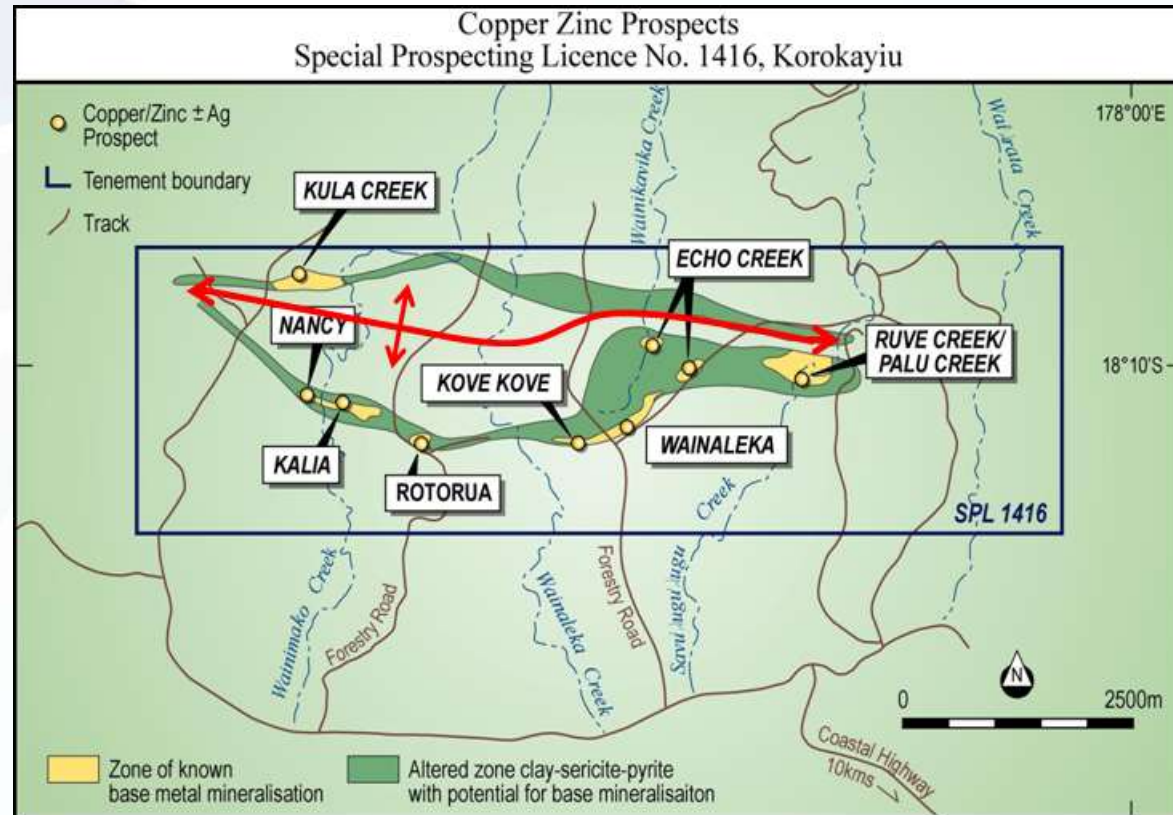 Copper Zinc Prospects
Special Prospecting Licence No. 1416, Korokayiu
Copper/Zinc ± Ag
Prospect
Tenement boundary
Track
178°00'E
Wainikavika Creek
Creek
KULA CREEK
ECHO CREEK
NANCY
RUVE CREEK/
PALU CREEK
18°10'S
KOVE KOVE
KALIA
WAINALEKA
ROTORUA
SPL 1416
Wainimako Creek
Forestry Road
Wainaleka Creek
Forestry Road
Creek
N
0
2500m
Coastal Highway
10kms
Zone of known
base metal mineralisation
Altered zone clay-sericite-pyrite
with potential for base mineralisaiton